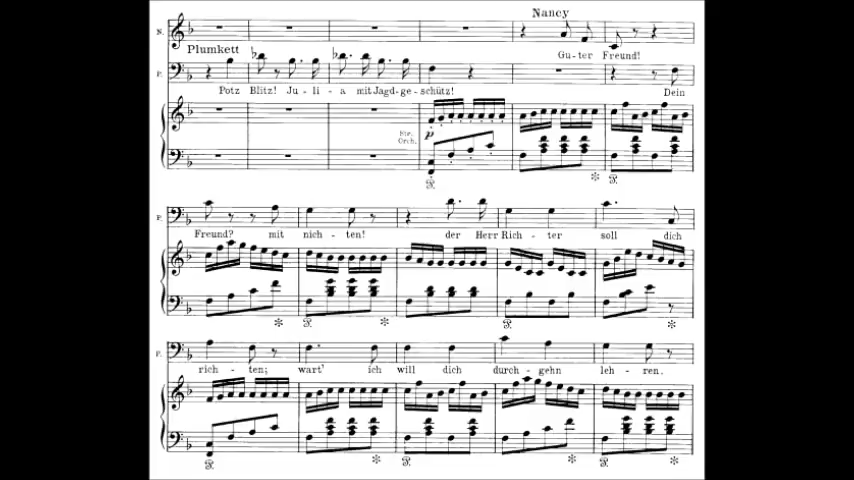 Nancy
N.
Plumkett
Gu-ter Freund!
P.
Potz Blitz! Ju-li-a mit Jagd-ge-schütz! Dein
Str.
Orch.
p
P.
Freund? mit nich-ten! der Herr Rich-ter soll dich
P.
rich-ten; wart' ich will dich durch-gehn leh-ren.